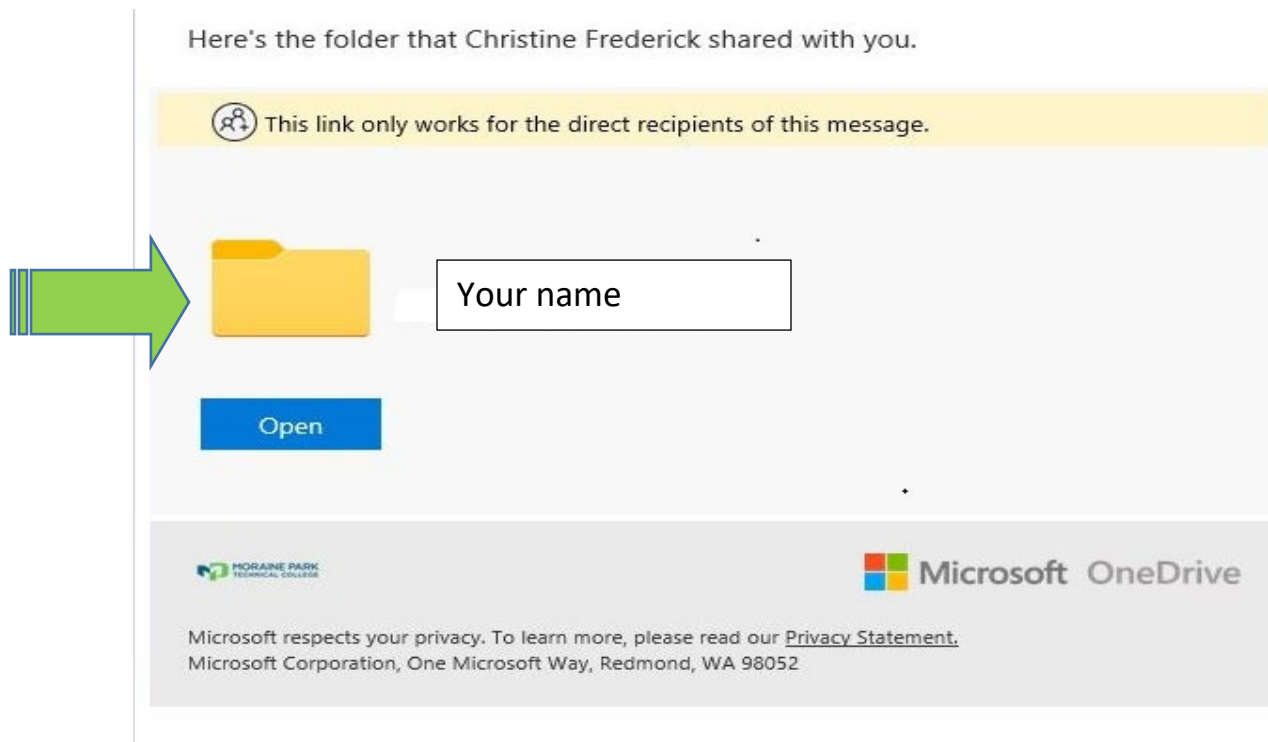 Here's the folder that Christine Frederick shared with you.
This link only works for the direct recipients of this message.
Your name
Open
MORAINE PARK
TECHNICAL COLLEGE
Microsoft OneDrive
Microsoft respects your privacy. To learn more, please read our Privacy Statement.
Microsoft Corporation, One Microsoft Way, Redmond, WA 98052